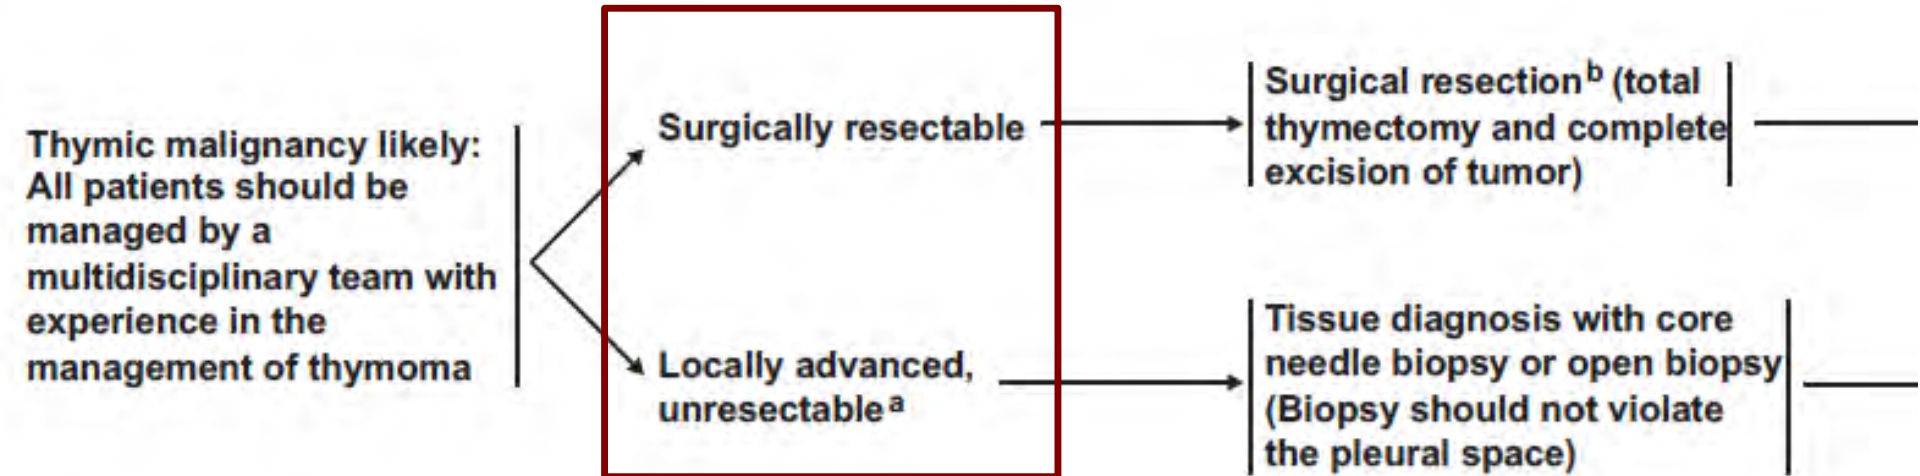 Thymic malignancy likely:
All patients should be
managed by a
multidisciplinary team with
experience in the
management of thymoma
Surgically resectable
Locally advanced,
unresectable a
Surgical resection b (total
thymectomy and complete
excision of tumor)
Tissue diagnosis with core
needle biopsy or open biopsy
(Biopsy should not violate
the pleural space)